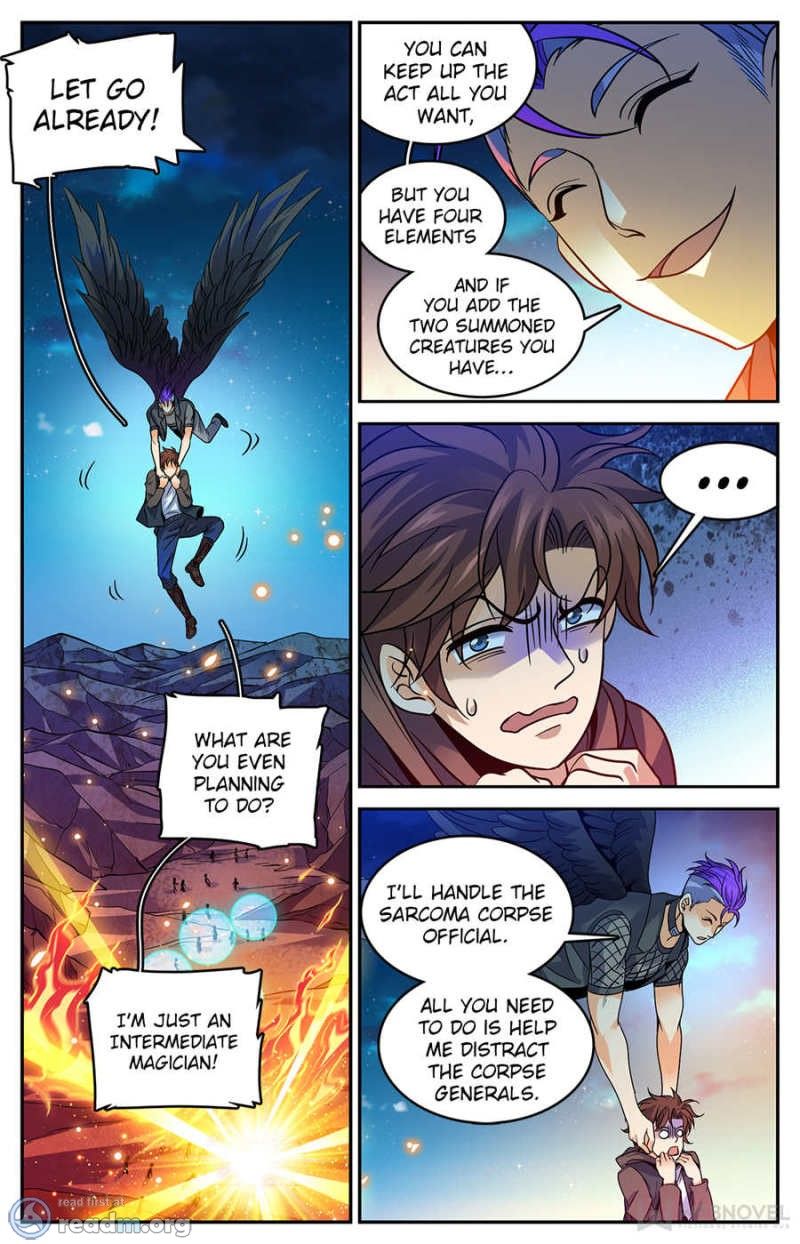 LET GO
ALREADY!
WHAT ARE
YOU EVEN
PLANNING
TO DO?
I'M JUST AN
INTERMEDIATE
MAGICIAN!
YOU CAN
KEEP UP THE
ACT ALL YOU
WANT,
BUT YOU
HAVE FOUR
ELEMENTS
AND IF
YOU ADD THE
TWO SUMMONED
CREATURES YOU
HAVE...
...
I'LL HANDLE THE
SARCOMA CORPSE
OFFICIAL.
ALL YOU NEED
TO DO IS HELP
ME DISTRACT
THE CORPSE
GENERALS.
read first at
readm.org